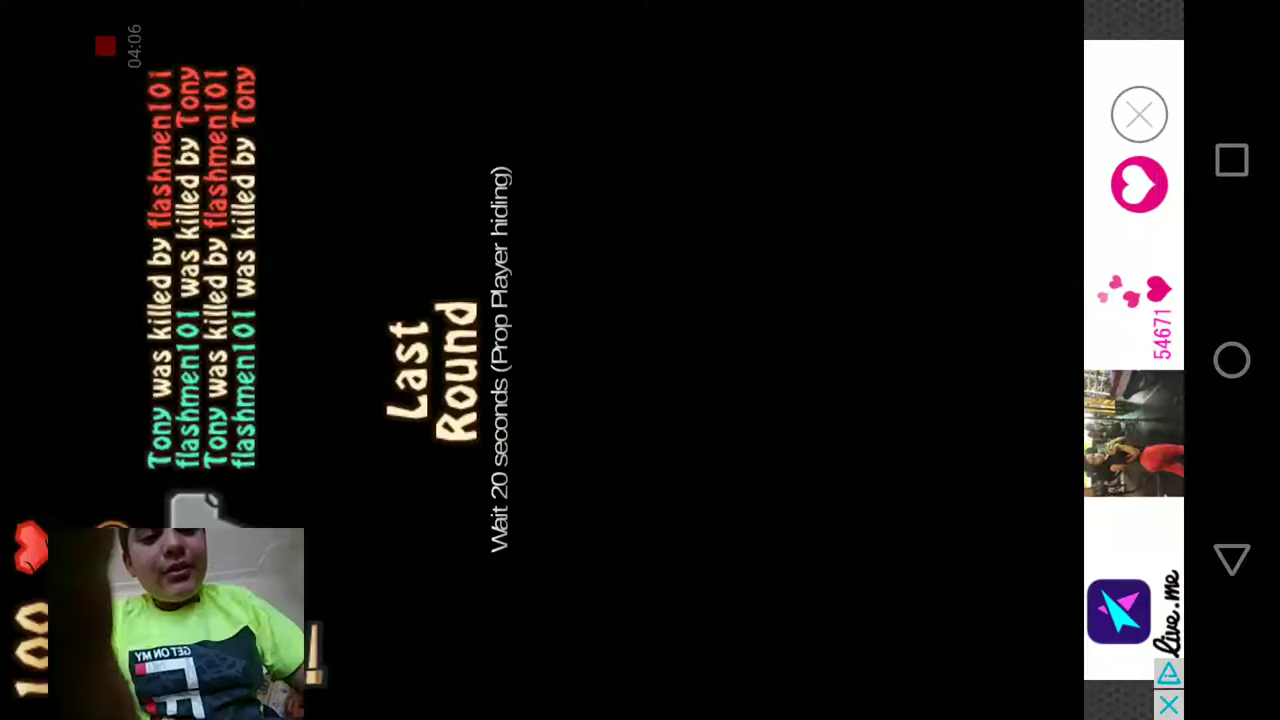 04:06
Tony was killed by flashmen101
flashmen101 was killed by Tony
Tony was killed by flashmen101
flashmen101 was killed by Tony
Last
Round
Wait 20 seconds (Prop Player hiding)
100
!
GET ON MY
live.me
54671